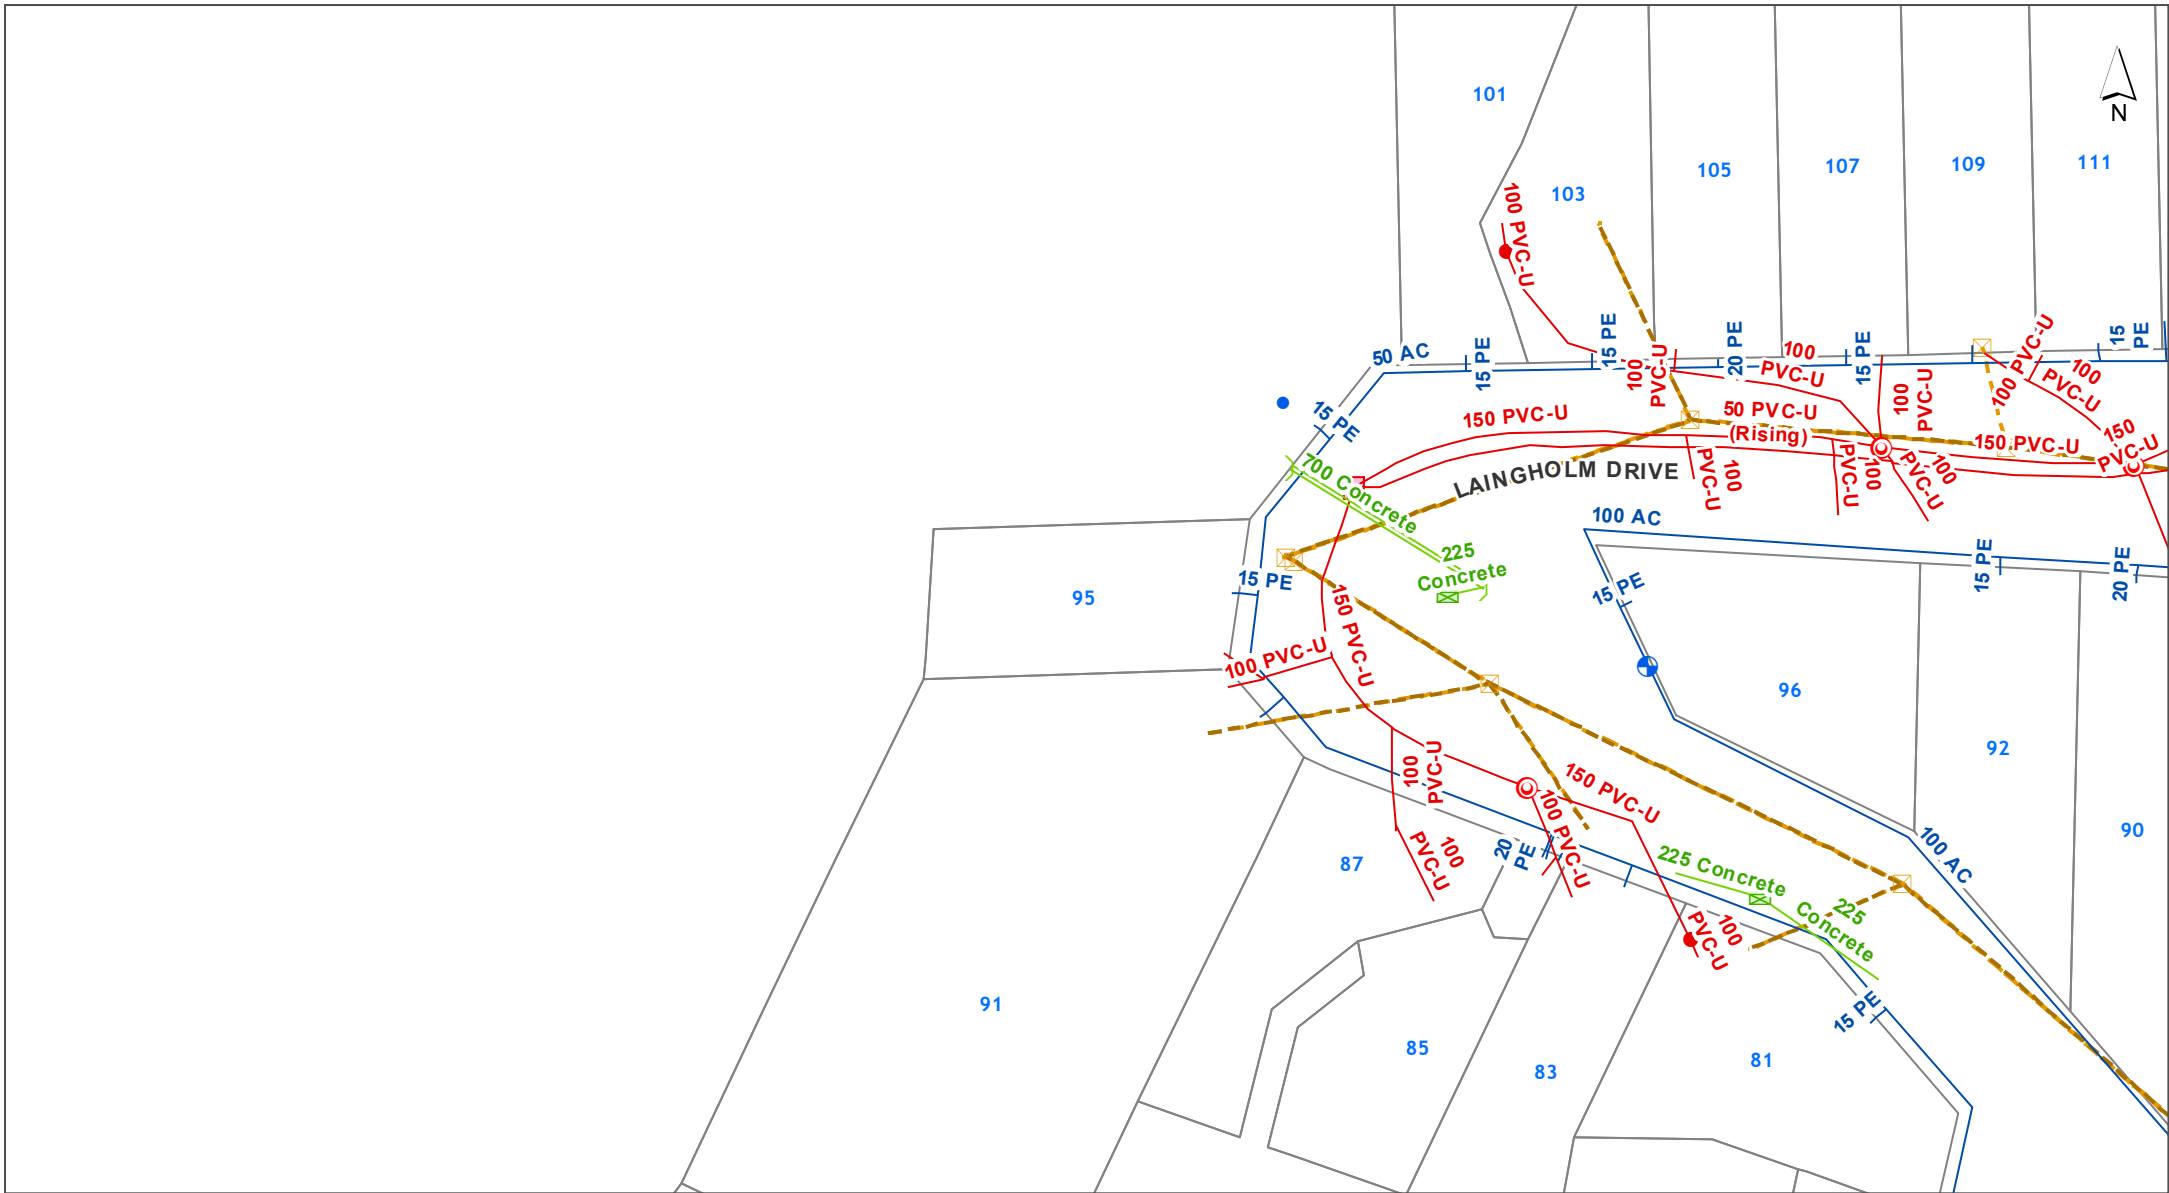 101
N
105
107
109
111
103
100 PVC-U
15 PE
50 AC
15 PE
15 PE
100
PVC-U
20 PE
100
PVC-U
15 PE
100
PVC-U
100 PVC-U
100
PVC-U
15
PE
150 PVC-U
50 PVC-U
(Rising)
150 PVC-U
150
PVC-U
700 Concrete
LAINGHOLM DRIVE
100
PVC-U
100
PVC-U
100
PVC-U
100 AC
225
Concrete
15 PE
15 PE
15 PE
20 PE
95
150 PVC-U
100 PVC-U
96
92
90
100
PVC-U
150 PVC-U
100 PVC-U
20
PE
100
PVC-U
87
225 Concrete
225
Concrete
100 AC
100
PVC-U
91
85
83
81
15 PE